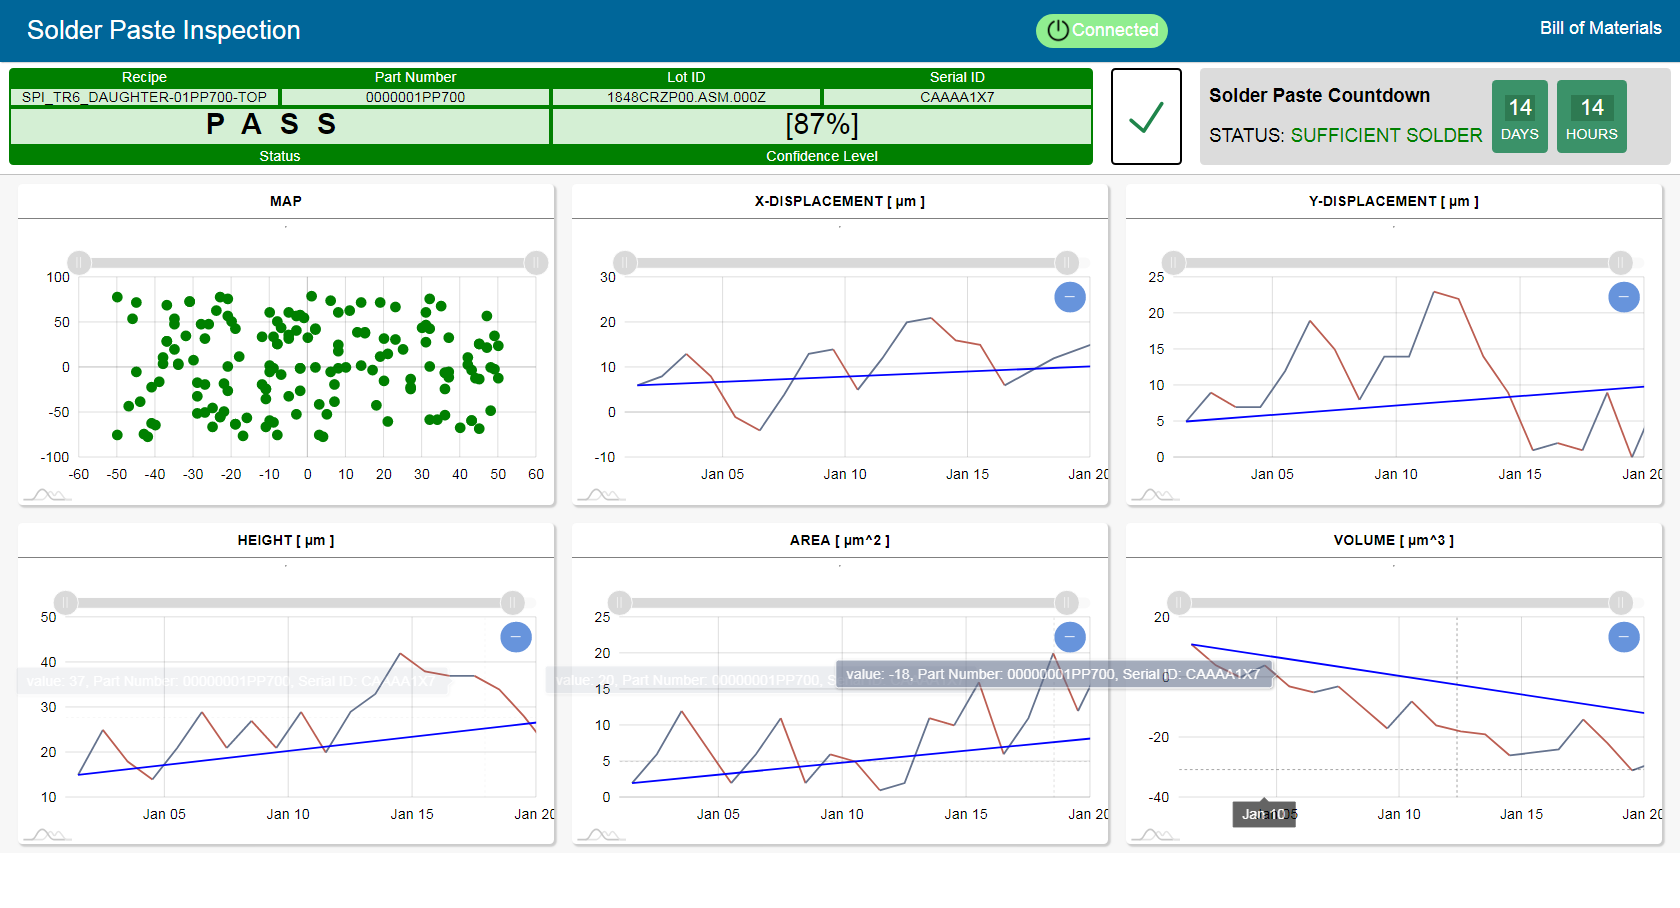 Solder Paste Inspection
Connected
Bill of Materials
Recipe Part Number Lot ID Serial ID
SPI_TR6_DAUGHTER-01PP700-TOP 0000001PP700 1848CRZP00.ASM.000Z CAAAA1X7
P A S S [87%]
Status Confidence Level
Solder Paste Countdown
STATUS: SUFFICIENT SOLDER
14 DAYS
14 HOURS
MAP
100
50
0
-50
-100
-60 -50 -40 -30 -20 -10 0 10 20 30 40 50 60
X-DISPLACEMENT [ µm ]
30
20
10
0
-10
Jan 05 Jan 10 Jan 15 Jan 20
Y-DISPLACEMENT [ µm ]
25
20
15
10
5
0
Jan 05 Jan 10 Jan 15 Jan 20
HEIGHT [ µm ]
50
40
value: 37, Part Number: 00000001PP700, Serial ID: CAAAA1X7
30
20
10
Jan 05 Jan 10 Jan 15 Jan 20
AREA [ µm^2 ]
25
20
value: 20, Part Number: 00000001PP700, S
15
10
5
0
Jan 05 Jan 10 Jan 15 Jan 20
VOLUME [ µm^3 ]
20
value: -18, Part Number: 00000001PP700, Serial ID: CAAAA1X7
0
-20
-40
Jan 10
Jan 10 Jan 15 Jan 20